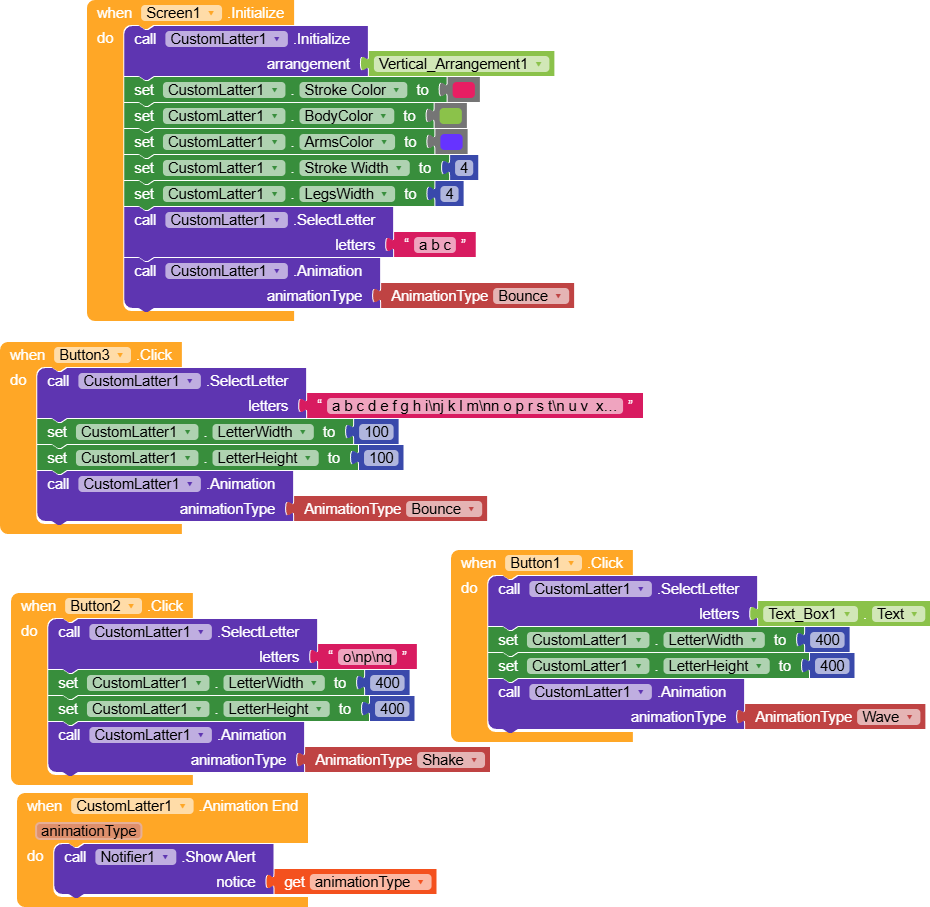 when Screen1 .Initialize
do call CustomLatter1 .Initialize
arrangement Vertical_Arrangement1
set CustomLatter1 . Stroke Color to
set CustomLatter1 . BodyColor to
set CustomLatter1 . ArmsColor to
set CustomLatter1 . Stroke Width to 4
set CustomLatter1 . LegsWidth to 4
call CustomLatter1 .SelectLetter
letters “ a b c ”
call CustomLatter1 .Animation
animationType AnimationType Bounce
when Button3 .Click
do call CustomLatter1 .SelectLetter
letters “ a b c d e f g h i\nj k l m\nn o p r s t\n u v  x... ”
set CustomLatter1 . LetterWidth to 100
set CustomLatter1 . LetterHeight to 100
call CustomLatter1 .Animation
animationType AnimationType Bounce
when Button1 .Click
do call CustomLatter1 .SelectLetter
letters Text_Box1 . Text
set CustomLatter1 . LetterWidth to 400
set CustomLatter1 . LetterHeight to 400
call CustomLatter1 .Animation
animationType AnimationType Wave
when Button2 .Click
do call CustomLatter1 .SelectLetter
letters “ o\np\nq ”
set CustomLatter1 . LetterWidth to 400
set CustomLatter1 . LetterHeight to 400
call CustomLatter1 .Animation
animationType AnimationType Shake
when CustomLatter1 .Animation End
animationType
do call Notifier1 .Show Alert
notice get animationType